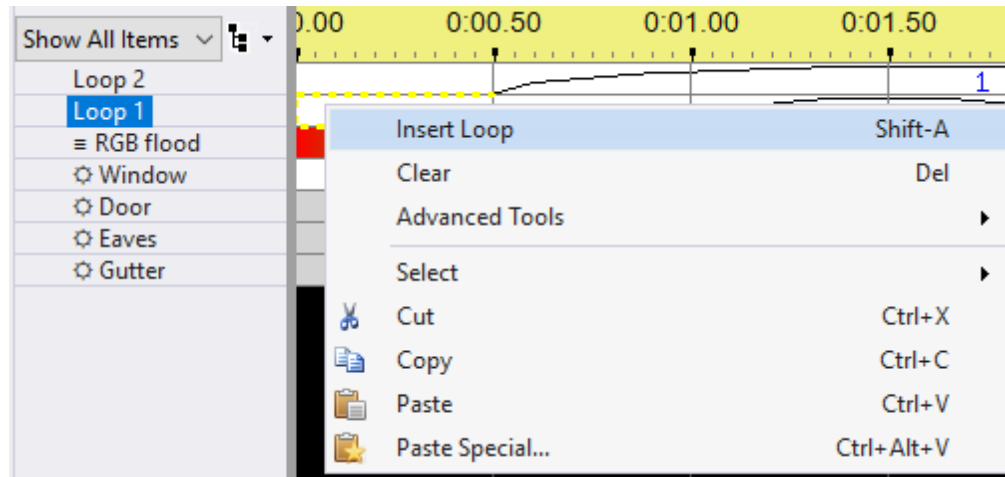 Show All Items
0.00 0:00.50 0:01.00 0:01.50
Loop 2
1
Loop 1
RGB flood
Window
Door
Eaves
Gutter
Insert Loop Shift-A
Clear Del
Advanced Tools
Select
Cut Ctrl+X
Copy Ctrl+C
Paste Ctrl+V
Paste Special... Ctrl+Alt+V